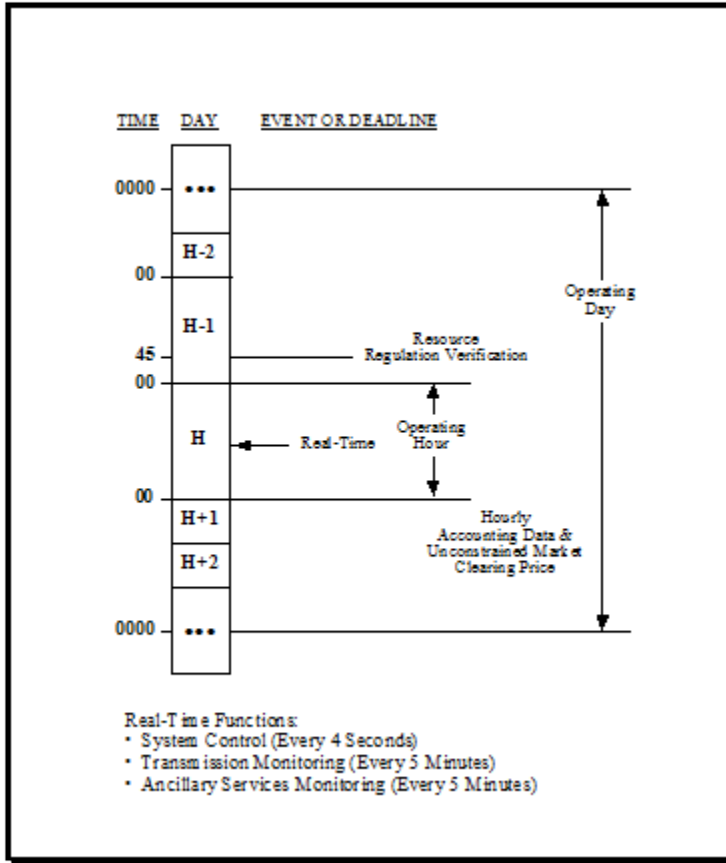 TIME DAY EVENT OR DEADLINE
0000 •••
H-2
00
Operating
Day
H-1
Resource
45 Regulation Verification
00
H Real-Time Operating
Hour
00
H+1 Hourly
Accounting Data &
Unconstrained Market
H+2 Clearing Price
0000 •••
Real-Time Functions:
• System Control (Every 4 Seconds)
• Transmission Monitoring (Every 5 Minutes)
• Ancillary Services Monitoring (Every 5 Minutes)